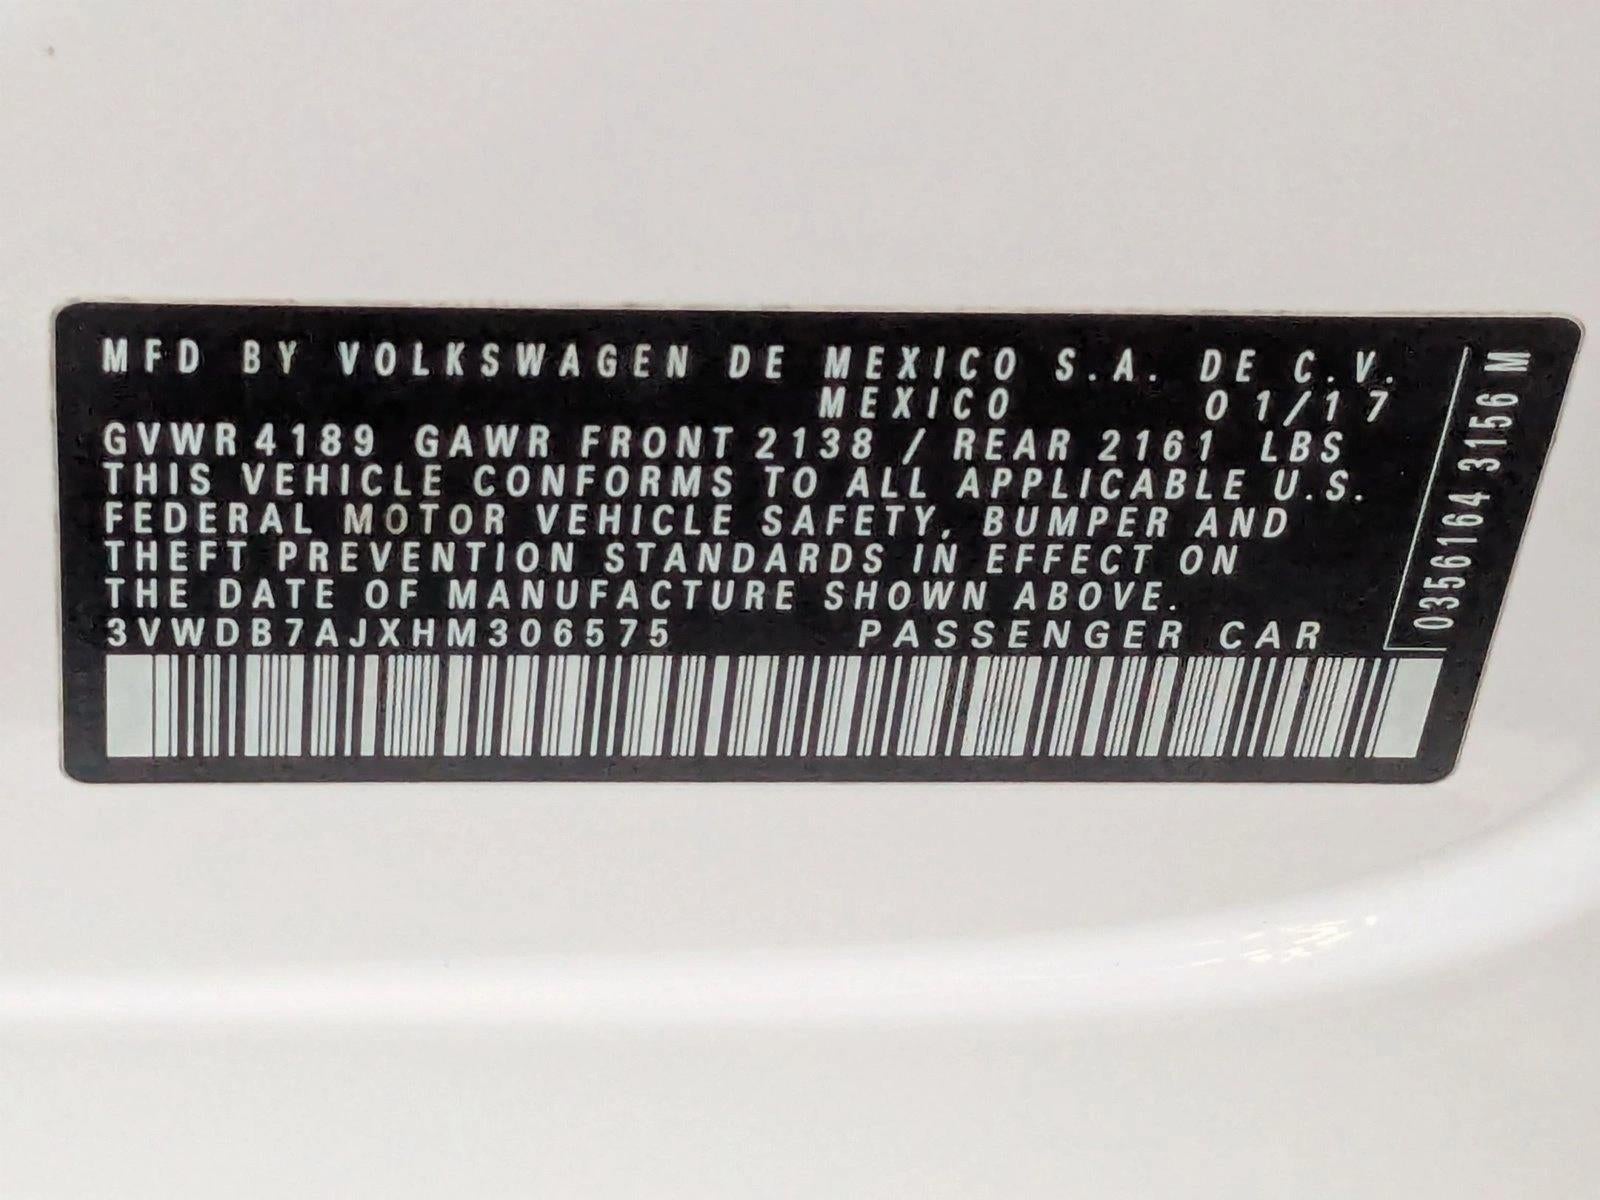 MFD BY VOLKSWAGEN DE MEXICO S.A. DE C.V.
MEXICO 01/17
GVWR 4189 GAWR FRONT 2138 / REAR 2161 LBS
THIS VEHICLE CONFORMS TO ALL APPLICABLE U.S.
FEDERAL MOTOR VEHICLE SAFETY, BUMPER AND
THEFT PREVENTION STANDARDS IN EFFECT ON
THE DATE OF MANUFACTURE SHOWN ABOVE.
3VWDB7AJXHM306575 PASSENGER CAR
0356164 3156 M